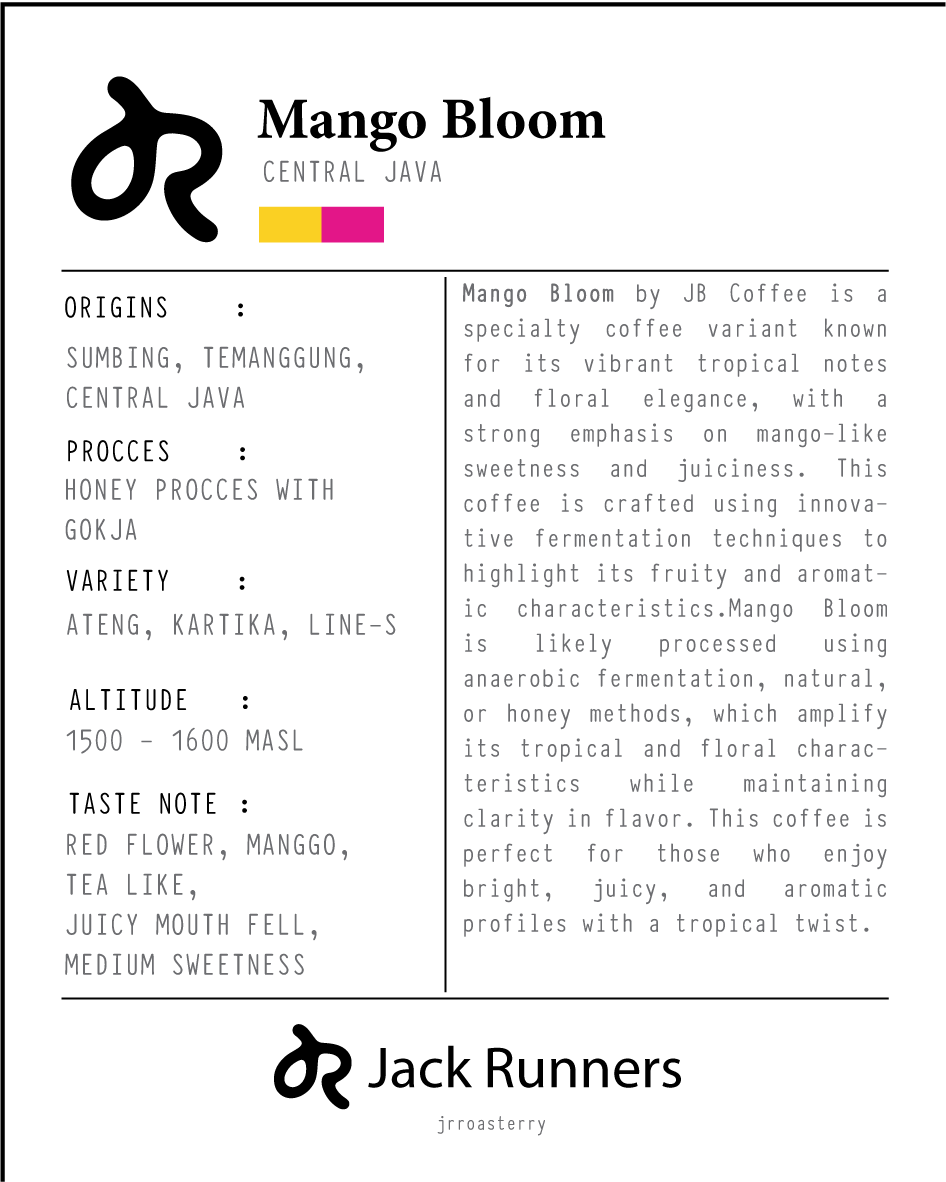 Mango Bloom
CENTRAL JAVA
ORIGINS :
SUMBING, TEMANGGUNG,
CENTRAL JAVA
PROCCES :
HONEY PROCCES WITH
GOKJA
VARIETY :
ATENG, KARTIKA, LINE-S
ALTITUDE :
1500 - 1600 MASL
TASTE NOTE :
RED FLOWER, MANGGO,
TEA LIKE,
JUICY MOUTH FELL,
MEDIUM SWEETNESS
Mango Bloom by JB Coffee is a
specialty coffee variant known
for its vibrant tropical notes
and floral elegance, with a
strong emphasis on mango-like
sweetness and juiciness. This
coffee is crafted using innova-
tive fermentation techniques to
highlight its fruity and aromat-
ic characteristics.Mango Bloom
is likely processed using
anaerobic fermentation, natural,
or honey methods, which amplify
its tropical and floral charac-
teristics while maintaining
clarity in flavor. This coffee is
perfect for those who enjoy
bright, juicy, and aromatic
profiles with a tropical twist.
Jack Runners
jrroasterry